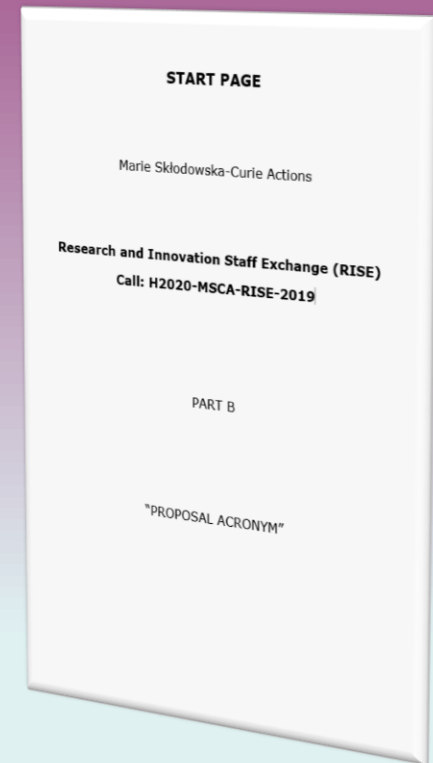 START PAGE
Marie Skłodowska-Curie Actions
Research and Innovation Staff Exchange (RISE)
Call: H2020-MSCA-RISE-2019
PART B
“PROPOSAL ACRONYM”